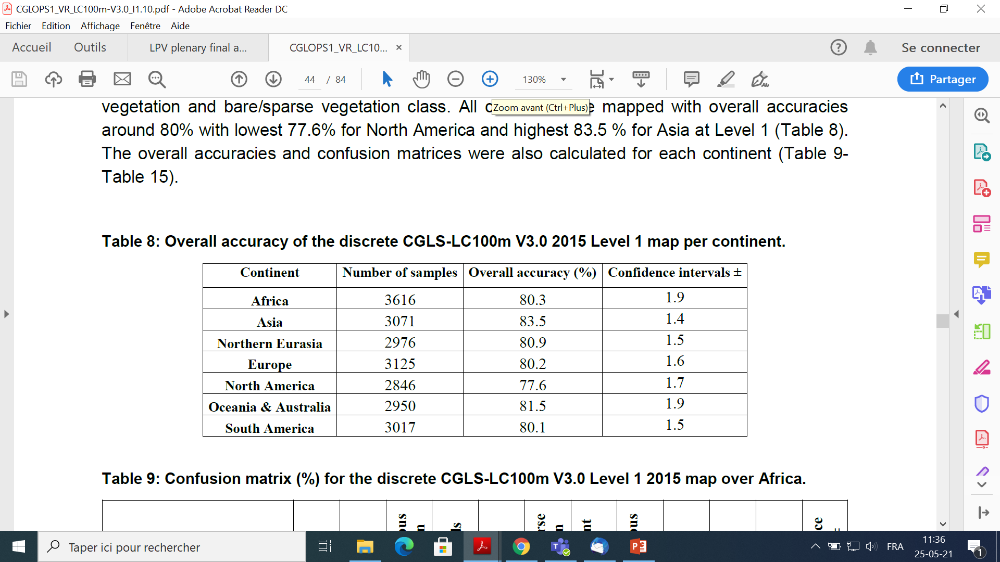 CGLOPS1_VR_LC100m-V3.0_I1.10.pdf - Adobe Acrobat Reader DC
Fichier Edition Affichage Fenêtre Aide
Accueil Outils LPV plenary final a... CGLOPS1_VR_LC10... × Se connecter
44 / 84 130% Partager
Zoom avant (Ctrl+Plus)
vegetation and bare/sparse vegetation class. All mapped with overall accuracies
around 80% with lowest 77.6% for North America and highest 83.5 % for Asia at Level 1 (Table 8).
The overall accuracies and confusion matrices were also calculated for each continent (Table 9-
Table 15).
Table 8: Overall accuracy of the discrete CGLS-LC100m V3.0 2015 Level 1 map per continent.
Continent Number of samples Overall accuracy (%) Confidence intervals ±
Africa 3616 80.3 1.9
Asia 3071 83.5 1.4
Northern Eurasia 2976 80.9 1.5
Europe 3125 80.2 1.6
North America 2846 77.6 1.7
Oceania & Australia 2950 81.5 1.9
South America 3017 80.1 1.5
Table 9: Confusion matrix (%) for the discrete CGLS-LC100m V3.0 Level 1 2015 map over Africa.
Taper ici pour rechercher
FRA
11:36
25-05-21
1